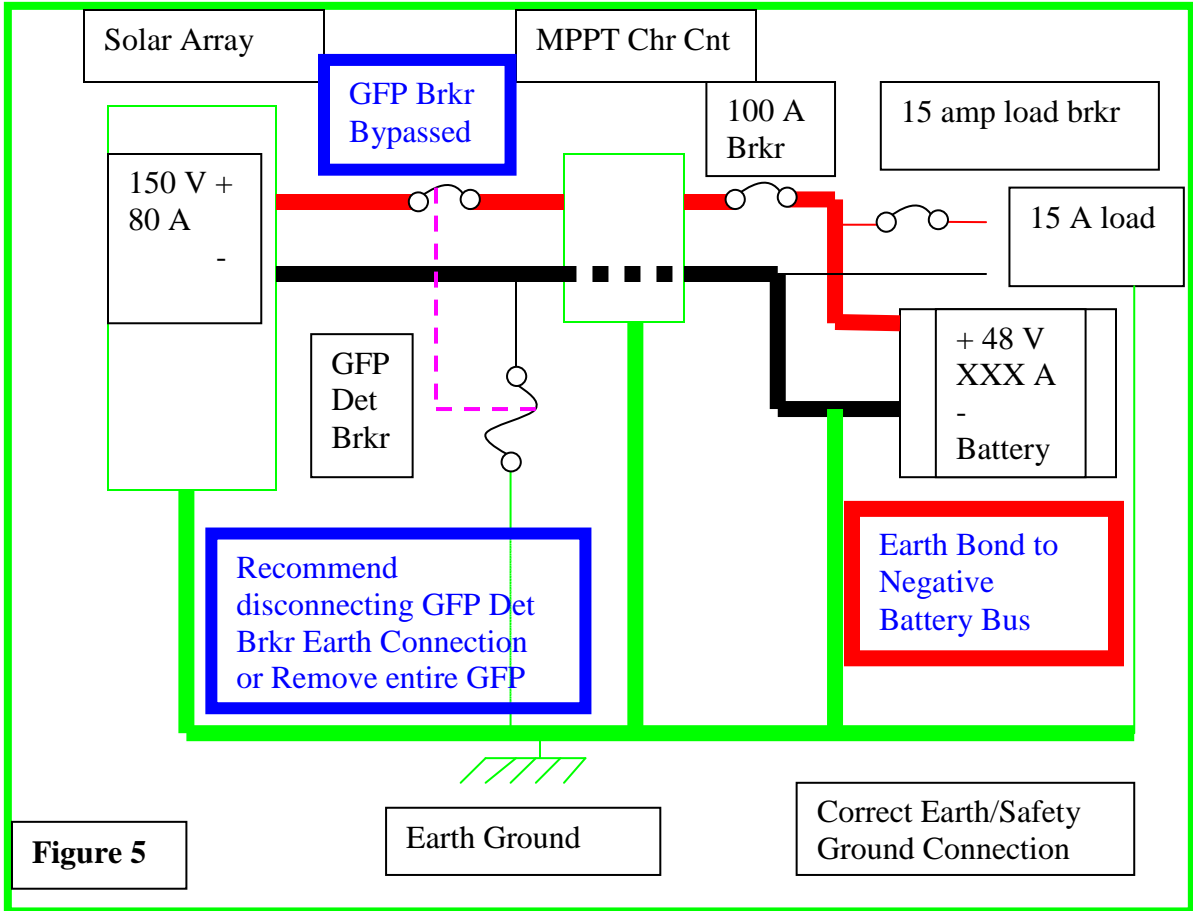 Solar Array
MPPT Chr Cnt
GFP Brkr
Bypassed
100 A
Brkr
15 amp load brkr
150 V +
80 A
-
15 A load
GFP
Det
Brkr
+ 48 V
XXX A
-
Battery
Recommend
disconnecting GFP Det
Brkr Earth Connection
or Remove entire GFP
Earth Bond to
Negative
Battery Bus
Figure 5
Earth Ground
Correct Earth/Safety
Ground Connection